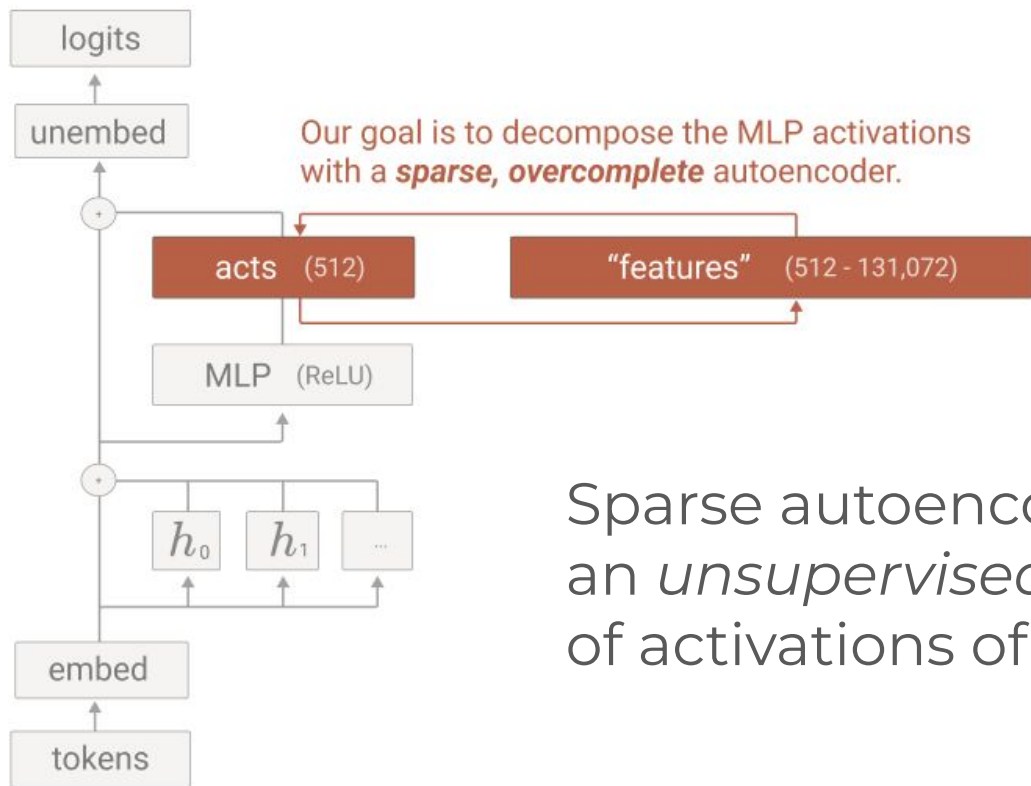 logits
unembed
Our goal is to decompose the MLP activations
with a sparse, overcomplete autoencoder.
+
acts (512)
“features” (512 - 131,072)
MLP (ReLU)
+
h₀ h₁ ...
Sparse
an unsupervised
of activations of
embed
tokens